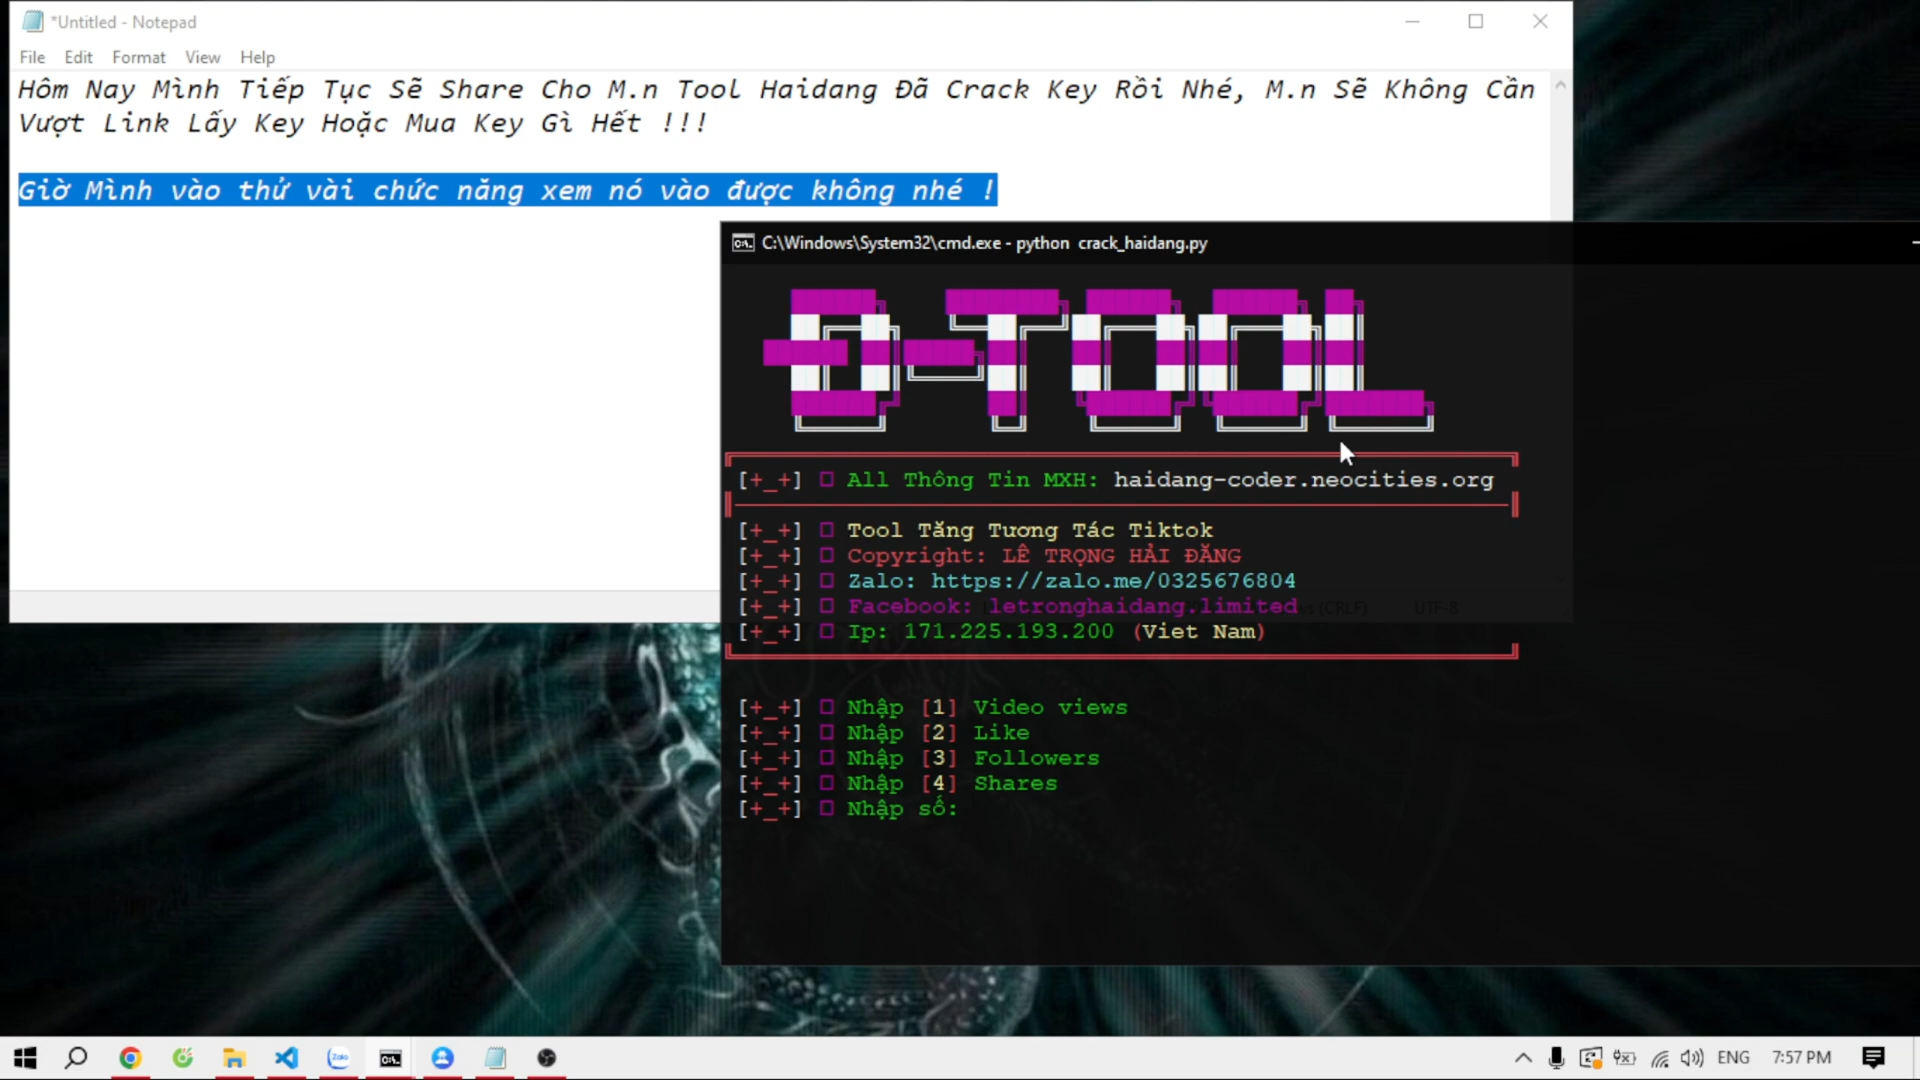 *Untitled - Notepad
File Edit Format View Help
Hôm Nay Mình Tiếp Tục Sẽ Share Cho M.n Tool Haidang Đã Crack Key Rồi Nhé, M.n Sẽ Không Cần
Vượt Link Lấy Key Hoặc Mua Key Gì Hết !!!
Giờ Mình vào thử vài chức năng xem nó vào được không nhé !
C:\Windows\System32\cmd.exe - python crack_haidang.py
Đ-TOOL
[+_+] All Thông Tin MXH: haidang-coder.neocities.org
[+_+] Tool Tăng Tương Tác Tiktok
[+_+] Copyright: LÊ TRỌNG HẢI ĐĂNG
[+_+] Zalo: https://zalo.me/0325676804
[+_+] Facebook: letronghaidang.limited
(CRLF) UTF-8
[+_+] Ip: 171.225.193.200 (Viet Nam)
[+_+] Nhập [1] Video views
[+_+] Nhập [2] Like
[+_+] Nhập [3] Followers
[+_+] Nhập [4] Shares
[+_+] Nhập số:
Zalo
ENG 7:57 PM